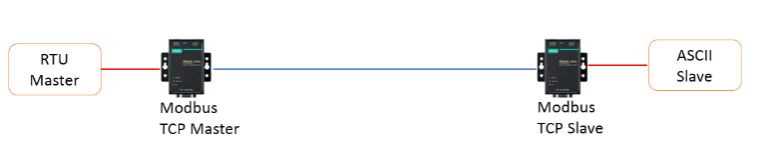 RTU
Master
Modbus
TCP Master
Modbus
TCP Slave
ASCII
Slave